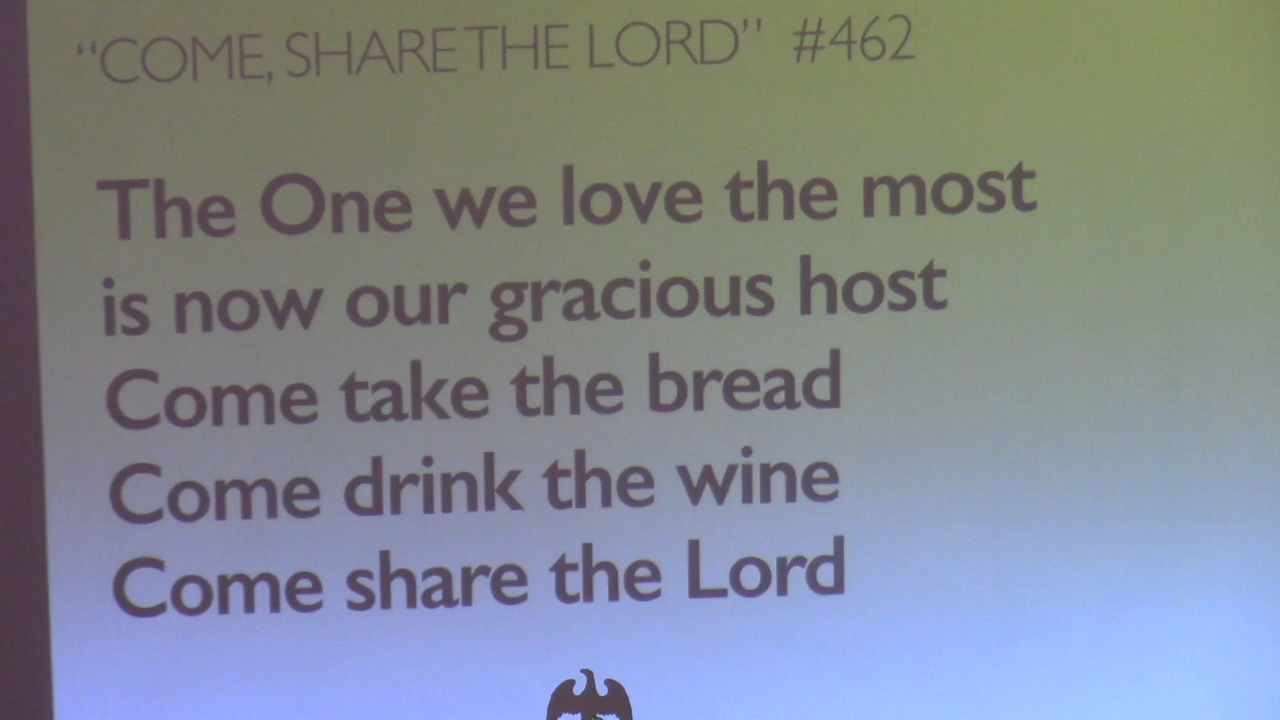 “COME, SHARE THE LORD” #462
The One we love the most
is now our gracious host
Come take the bread
Come drink the wine
Come share the Lord